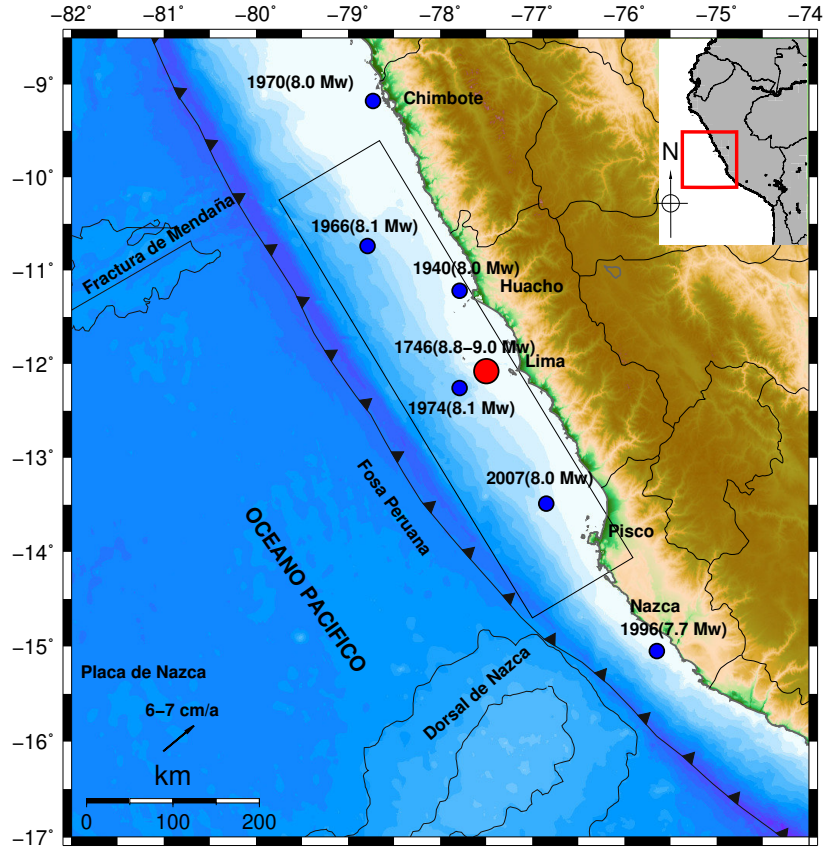 −82 −81 −80 −79 −78 −77 −76 −75 −74
−9
−10
−11
−12
−13
−14
−15
−16
−17
1970(8.0 Mw)
Chimbote
N
Fractura de Mendaña
1966(8.1 Mw)
1940(8.0 Mw)
Huacho
1746(8.8−9.0 Mw)
Lima
1974(8.1 Mw)
Fosa Peruana
2007(8.0 Mw)
Pisco
OCEANO PACIFICO
Nazca
1996(7.7 Mw)
Placa de Nazca
Dorsal de Nazca
6−7 cm/a
km
0 100 200